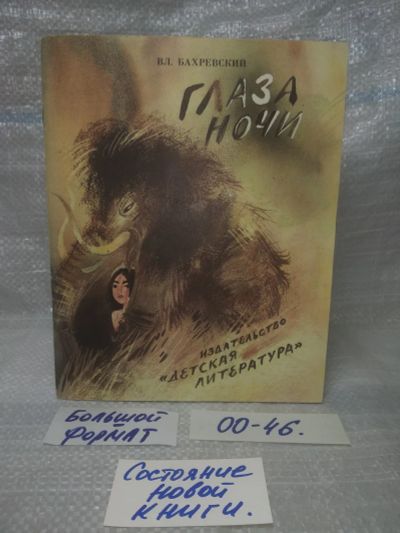 ВЛ. БАХРЕВСКИЙ
ГЛАЗА
НОЧИ
ИЗДАТЕЛЬСТВО
«ДЕТСКАЯ
ЛИТЕРАТУРА»
БОЛЬШОЙ
ФОРМАТ
00-46.
Состояние
новой
книги.